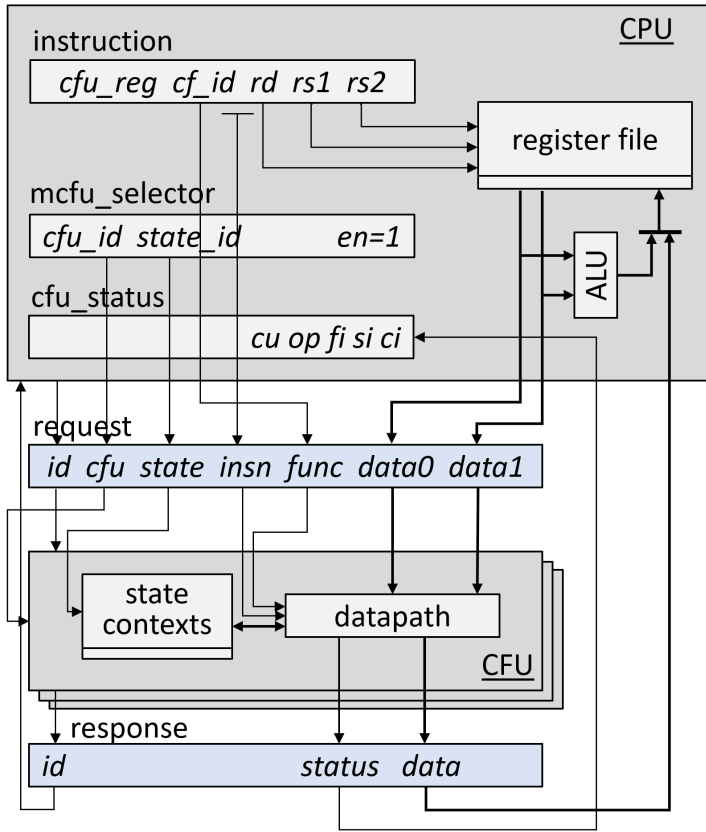 CPU
instruction
cfu_reg cf_id rd rs1 rs2
register file
mcfu_selector
cfu_id state_id en=1
ALU
cfu_status
cu op fi si ci
request
id cfu state insn func data0 data1
state
contexts
datapath
CFU
response
id status data